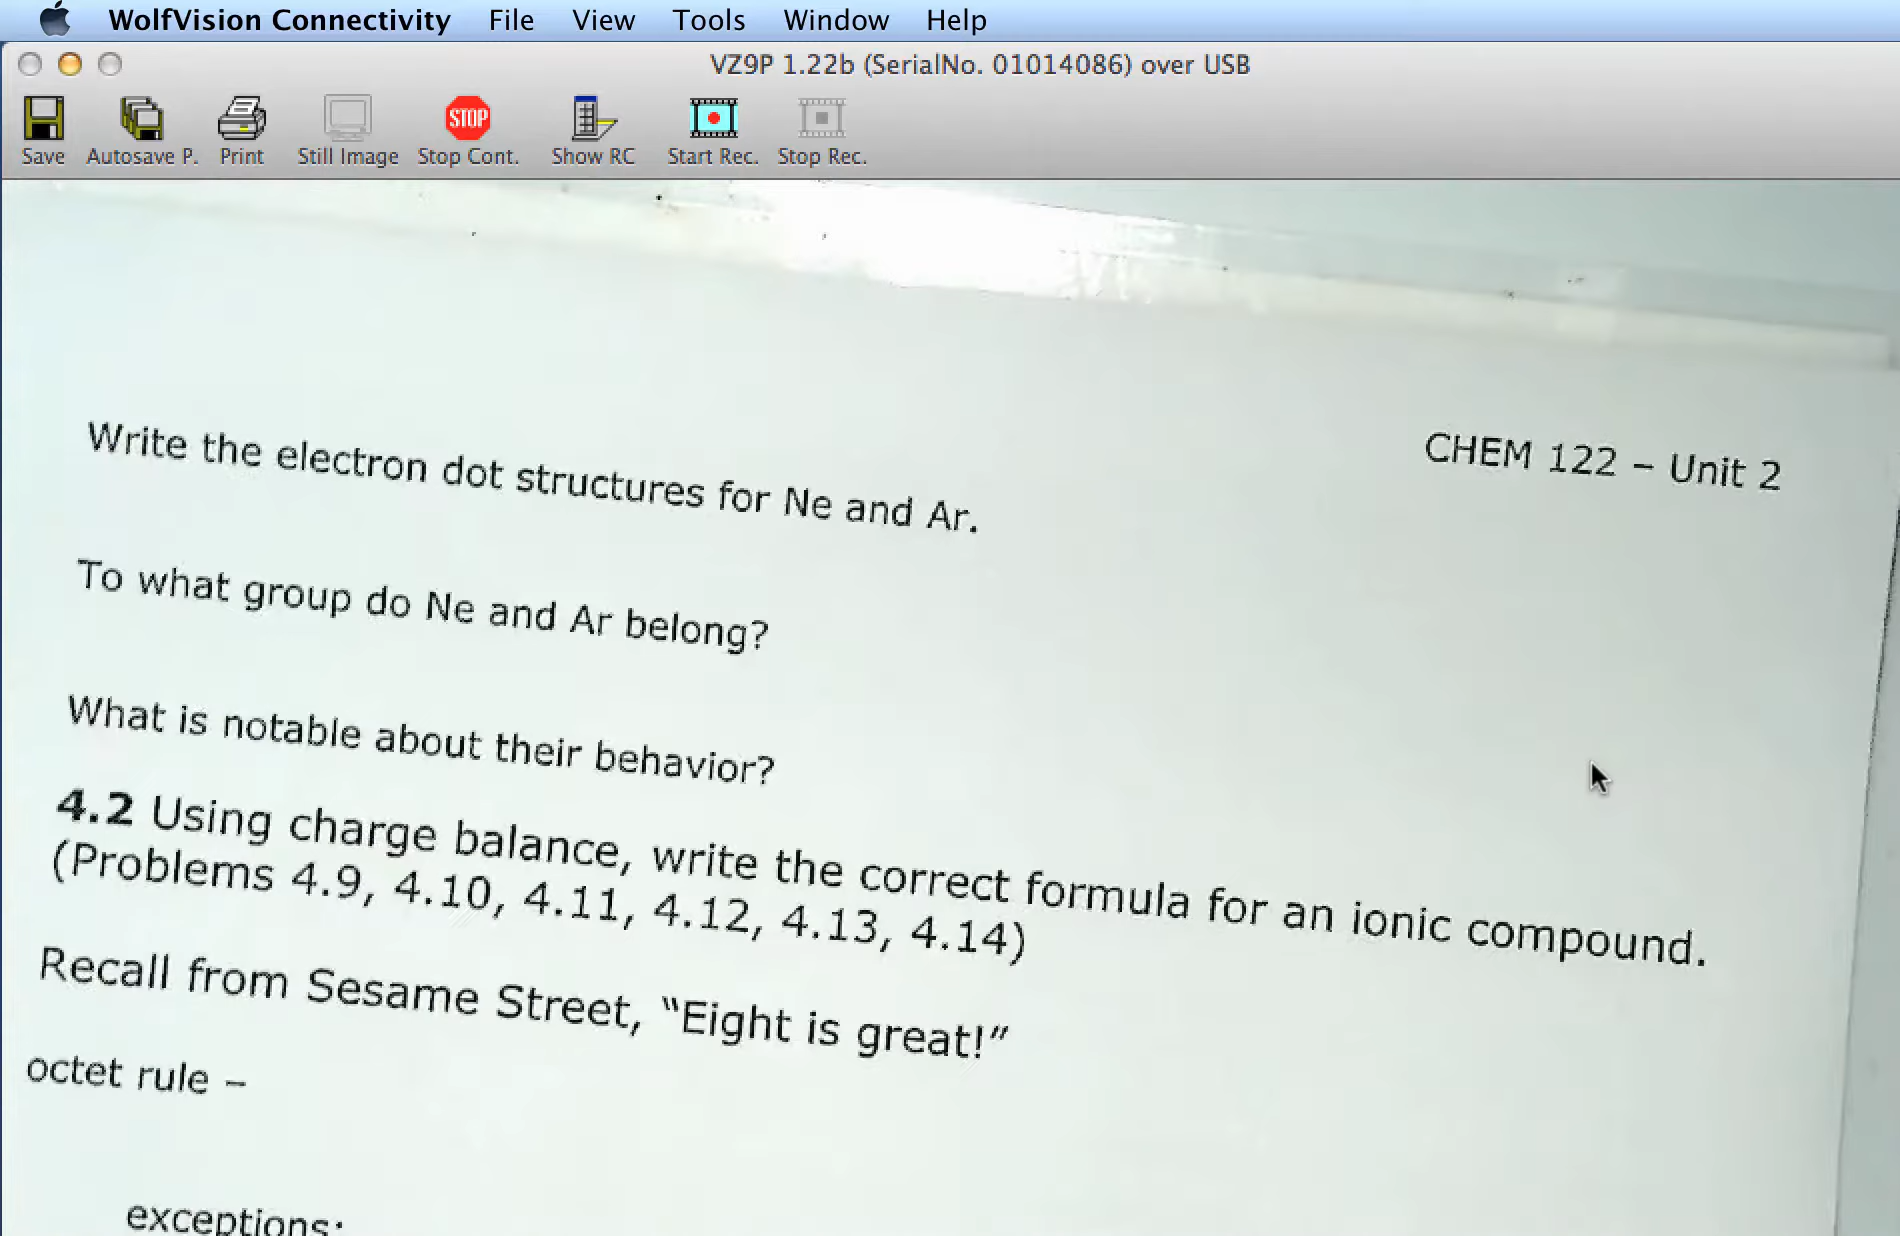 WolfVision Connectivity File View Tools Window Help
VZ9P 1.22b (SerialNo. 01014086) over USB
STOP
Save Autosave P. Print Still Image Stop Cont. Show RC Start Rec. Stop Rec.
CHEM 122 – Unit 2
Write the electron dot structures for Ne and Ar.
To what group do Ne and Ar belong?
What is notable about their behavior?
4.2 Using charge balance, write the correct formula for an ionic compound.
(Problems 4.9, 4.10, 4.11, 4.12, 4.13, 4.14)
Recall from Sesame Street, “Eight is great!”
octet rule –
exceptions: